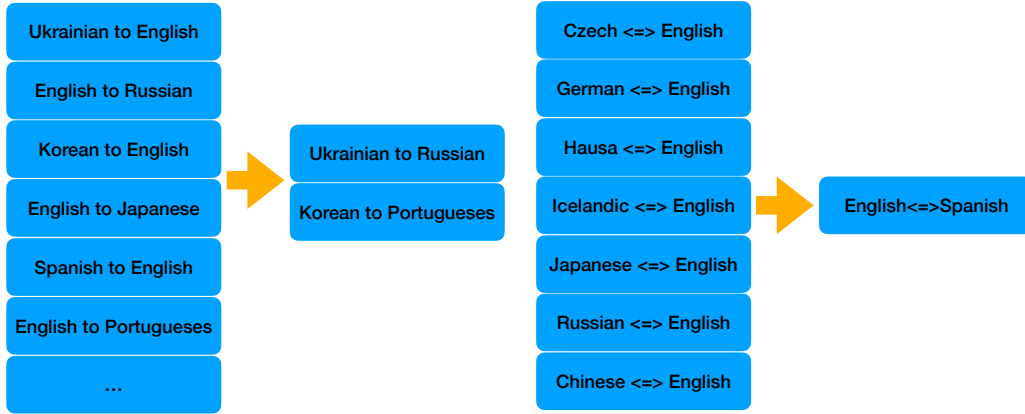 Ukrainian to English
English to Russian
Korean to English
English to Japanese
Spanish to English
English to Portugueses
...
Ukrainian to Russian
Korean to Portugueses
Czech <=> English
German <=> English
Hausa <=> English
Icelandic <=> English
Japanese <=> English
Russian <=> English
Chinese <=> English
English<=>Spanish